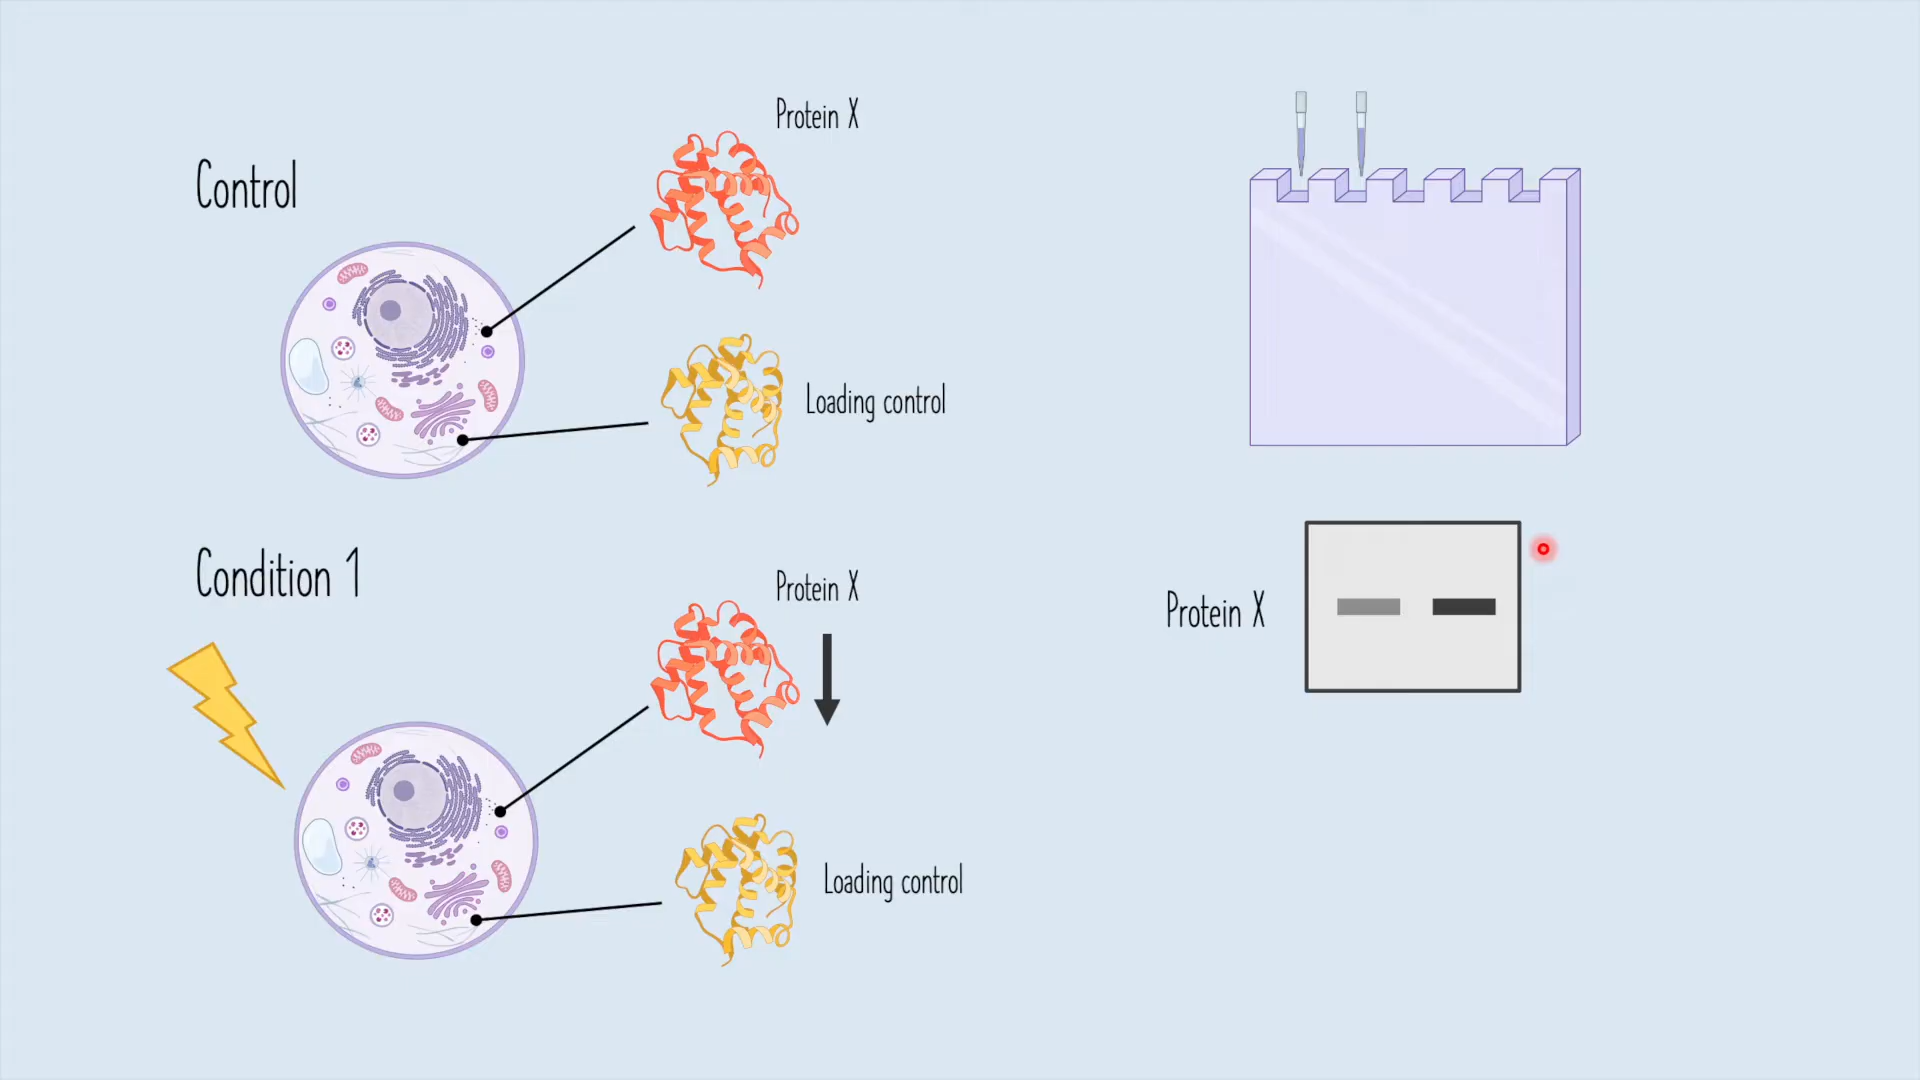 Protein X
Control
Loading control
Condition 1
Protein X
Protein X
Loading control